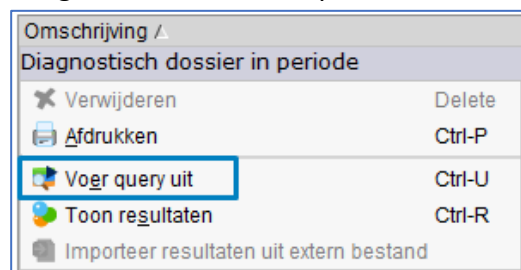 Omschrijving
Diagnostisch dossier in periode
Verwijderen Delete
Afdrukken Ctrl-P
Voer query uit Ctrl-U
Toon resultaten Ctrl-R
Importeer resultaten uit extern bestand